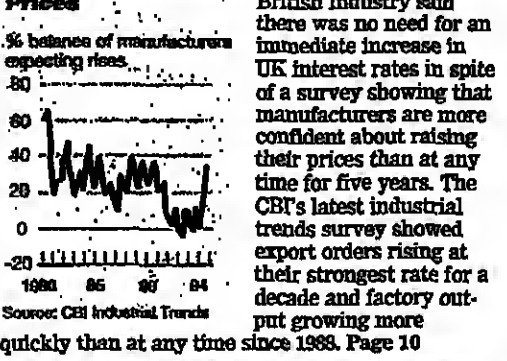 Prices
% balance of manufacturers
expecting rises
80
60
40
20
0
-20
1980 85 90 94
Source: CBI Industrial Trends
British Industry said
there was no need for an
immediate increase in
UK interest rates in spite
of a survey showing that
manufacturers are more
confident about raising
their prices than at any
time for five years. The
CBI's latest industrial
trends survey showed
export orders rising at
their strongest rate for a
decade and factory out-
put growing more
quickly than at any time since 1988. Page 10